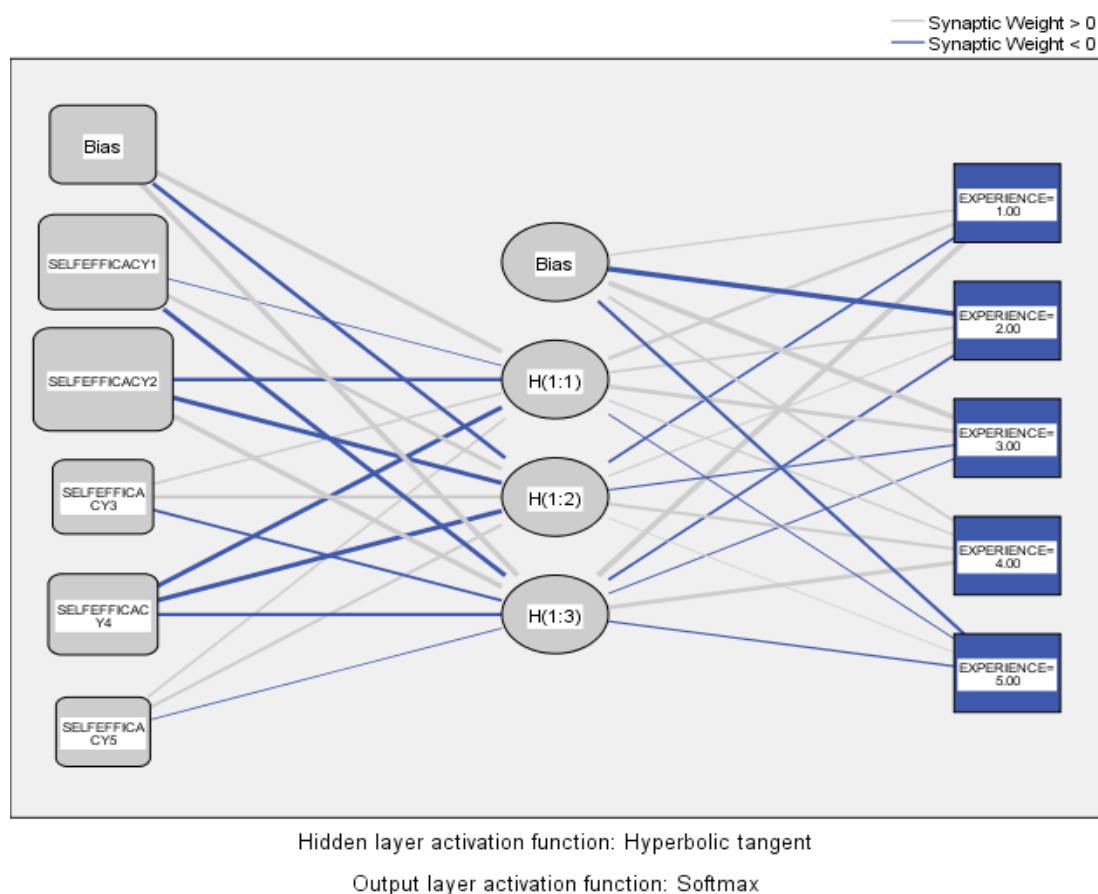 Synaptic Weight > 0
Synaptic Weight < 0
Bias
SELFEFFICACY1
SELFEFFICACY2
SELFEFFICA
CY3
SELFEFFICAC
Y4
SELFEFFICA
CY5
Bias
H(1:1)
H(1:2)
H(1:3)
EXPERIENCE=
1.00
EXPERIENCE=
2.00
EXPERIENCE=
3.00
EXPERIENCE=
4.00
EXPERIENCE=
5.00
Hidden layer activation function: Hyperbolic tangent
Output layer activation function: Softmax